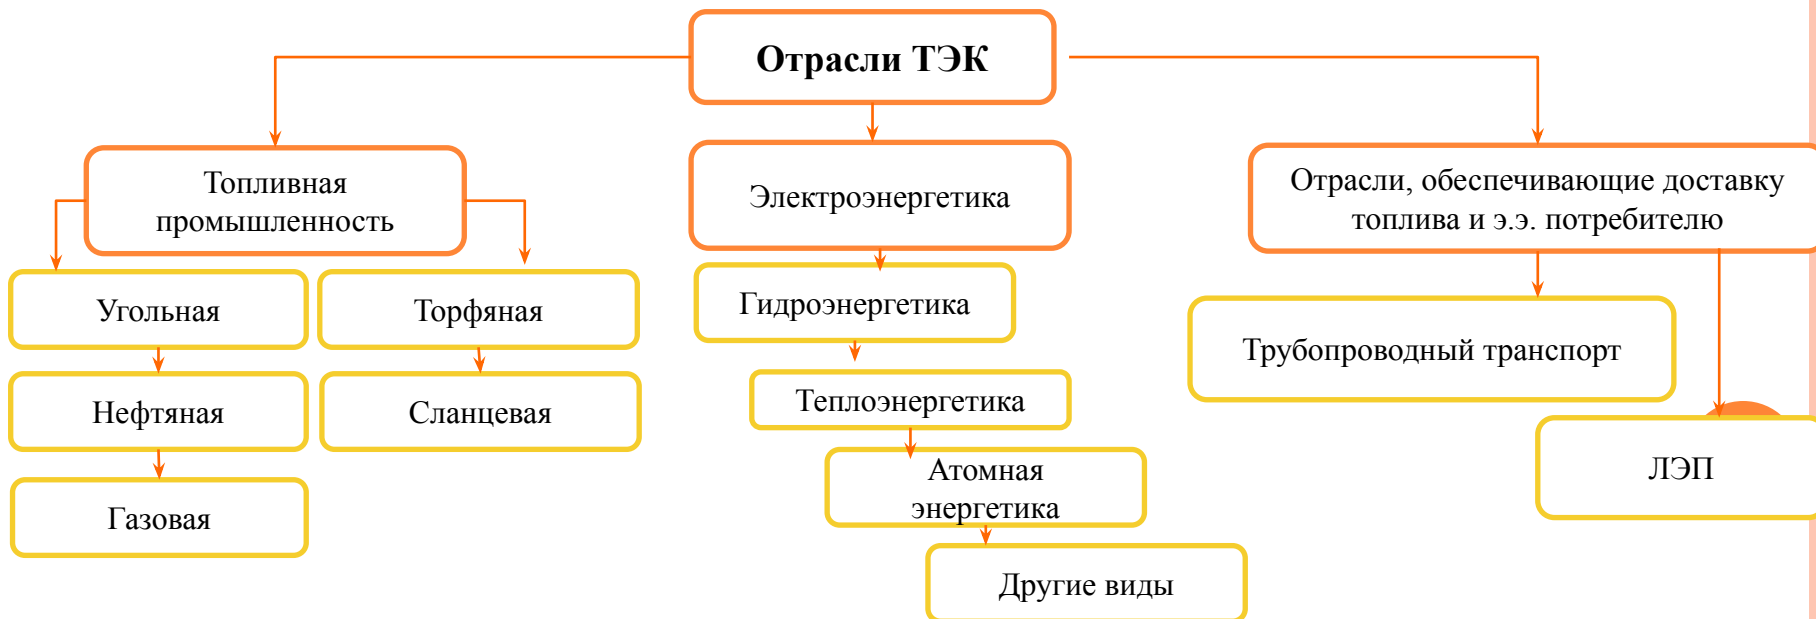 Отрасли ТЭК
Топливная
промышленность
Электроэнергетика
Отрасли, обеспечивающие доставку
топлива и э.э. потребителю
Угольная
Торфяная
Гидроэнергетика
Трубопроводный транспорт
Нефтяная
Сланцевая
Теплоэнергетика
Атомная
энергетика
ЛЭП
Газовая
Другие виды